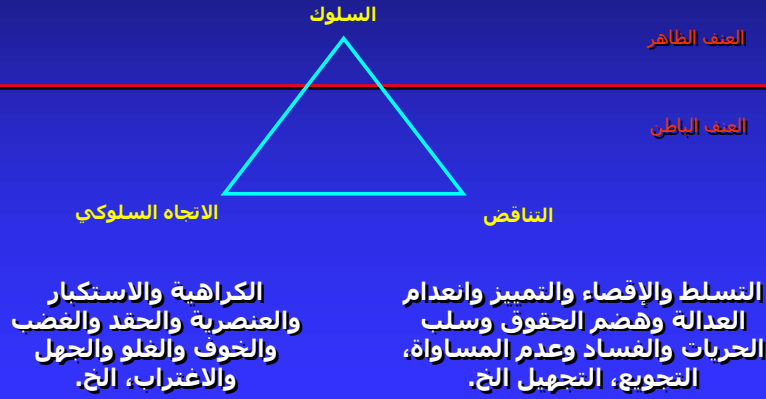 السلوك
العنف الظاهر
العنف الباطن
التناقض
الاتجاه السلوكي
التسلط والإقصاء والتمييز وانعدام
العدالة وهضم الحقوق وسلب
الحريات والفساد وعدم المساواة،
التجويع، التجهيل الخ.
الكراهية والاستكبار
والعنصرية والحقد والغضب
والخوف والغلو والجهل
والاغتراب، الخ.